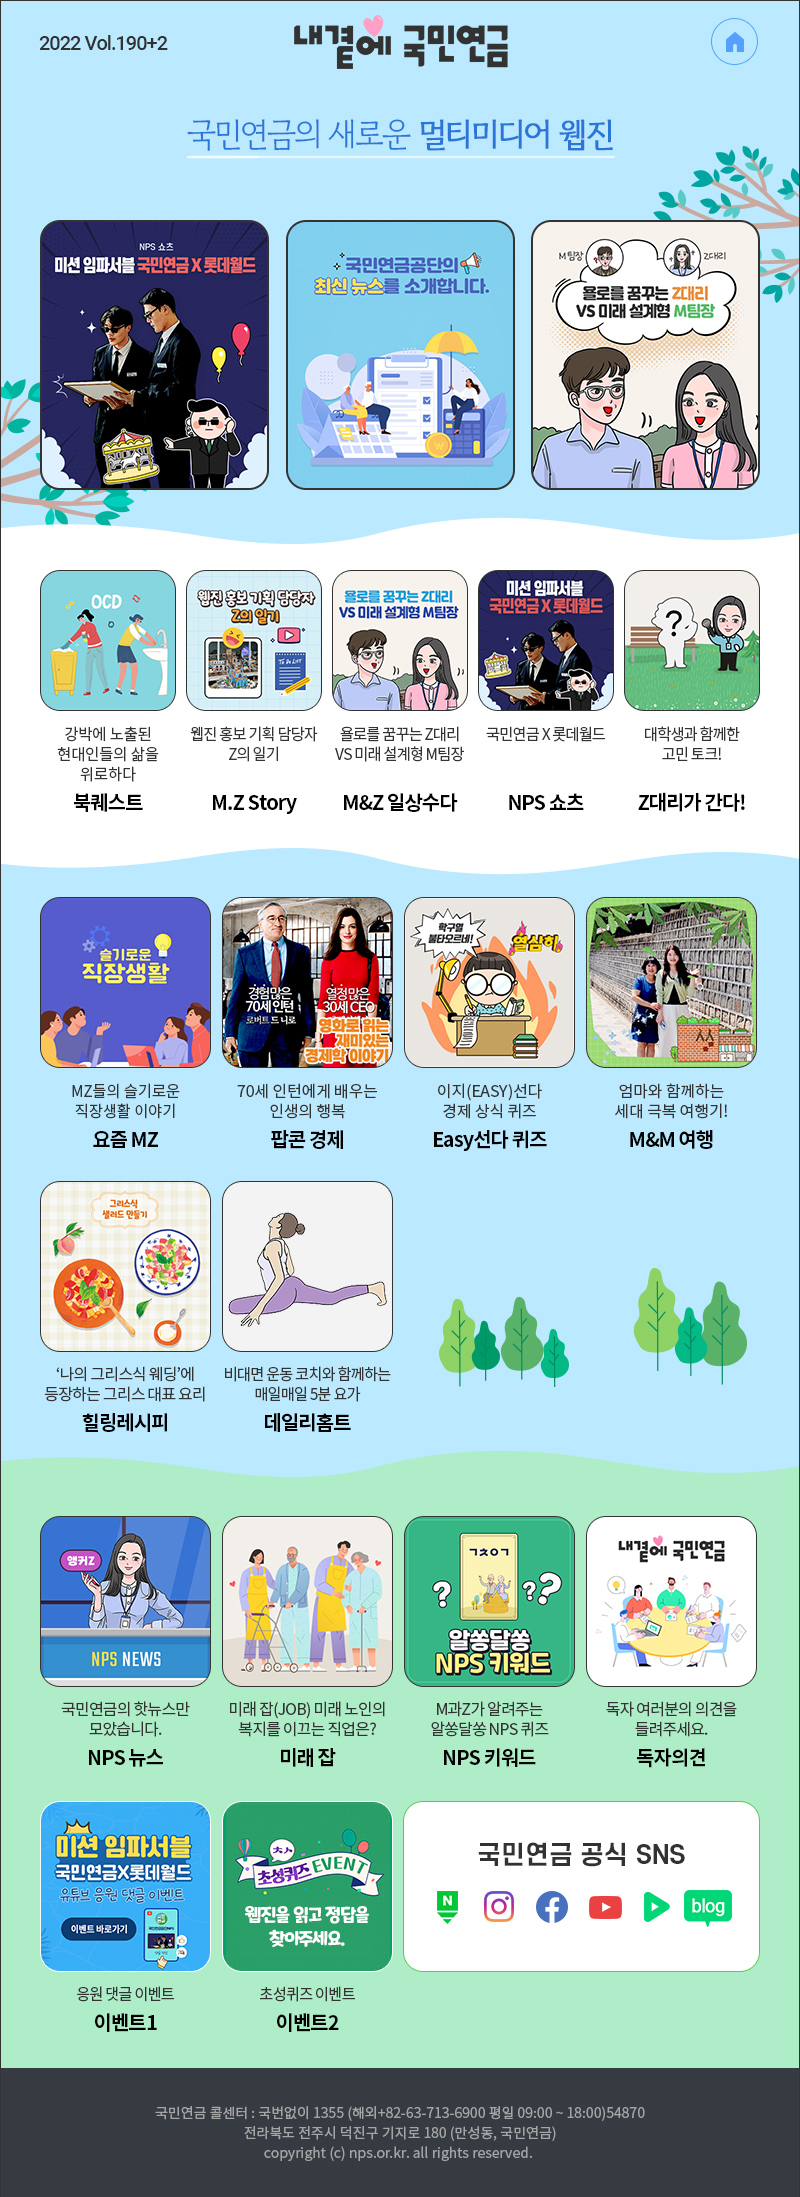 2022 Vol.190+2
내곁에 국민연금
국민연금의 새로운 멀티미디어 웹진
NPS 쇼츠
미션 임파서블 국민연금 X 롯데월드
국민연금공단의
최신 뉴스를 소개합니다.
M팀장
Z대리
욜로를 꿈꾸는 Z대리
VS 미래 설계형 M팀장
OCD
웹진 홍보 기획 담당자
Z의 일기
TO DO LIST
욜로를 꿈꾸는 Z대리
VS 미래 설계형 M팀장
미션 임파서블
국민연금 X 롯데월드
?
강박에 노출된
현대인들의 삶을
위로하다
북퀘스트
웹진 홍보 기획 담당자
Z의 일기
M.Z Story
욜로를 꿈꾸는 Z대리
VS 미래 설계형 M팀장
M&Z 일상수다
국민연금 X 롯데월드
NPS 쇼츠
대학생과 함께한
고민 토크!
Z대리가 간다!
슬기로운
직장생활
경험 많은
70세 인턴
로버트 드 니로
열정 많은
30세 CEO
영화로 읽는
재미있는
경제학 이야기
학구열
불타오르네!
열심히
MZ들의 슬기로운
직장생활 이야기
요즘 MZ
70세 인턴에게 배우는
인생의 행복
팝콘 경제
이지(EASY)선다
경제 상식 퀴즈
Easy선다 퀴즈
엄마와 함께하는
세대 극복 여행기!
M&M 여행
그리스식
샐러드 만들기
‘나의 그리스식 웨딩’에
등장하는 그리스 대표 요리
힐링레시피
비대면 운동 코치와 함께하는
매일매일 5분 요가
데일리홈트
앵커Z
NPS NEWS
ㄱㅊㅇㄱ
?
??
알쏭달쏭
NPS 키워드
내곁에 국민연금
국민연금의 핫뉴스만
모았습니다.
NPS 뉴스
미래 잡(JOB) 미래 노인의
복지를 이끄는 직업은?
미래 잡
M과Z가 알려주는
알쏭달쏭 NPS 퀴즈
NPS 키워드
독자 여러분의 의견을
들려주세요.
독자의견
미션 임파서블
국민연금X롯데월드
유튜브 응원 댓글 이벤트
이벤트 바로가기
ㅊㅅ
초성퀴즈 EVENT
웹진을 읽고 정답을
찾아주세요.
국민연금 공식 SNS
N
blog
응원 댓글 이벤트
이벤트1
초성퀴즈 이벤트
이벤트2
국민연금 콜센터 : 국번없이 1355 (해외+82-63-713-6900 평일 09:00 ~ 18:00)54870
전라북도 전주시 덕진구 기지로 180 (만성동, 국민연금)
copyright (c) nps.or.kr. all rights reserved.